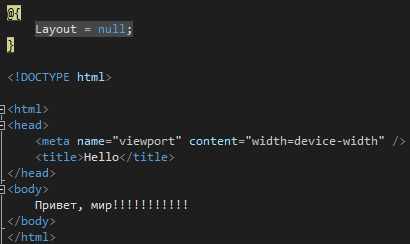 @{
    Layout = null;
}
<!DOCTYPE html>
<html>
<head>
    <meta name="viewport" content="width=device-width" />
    <title>Hello</title>
</head>
<body>
    Привет, мир!!!!!!!!!!!
</body>
</html>